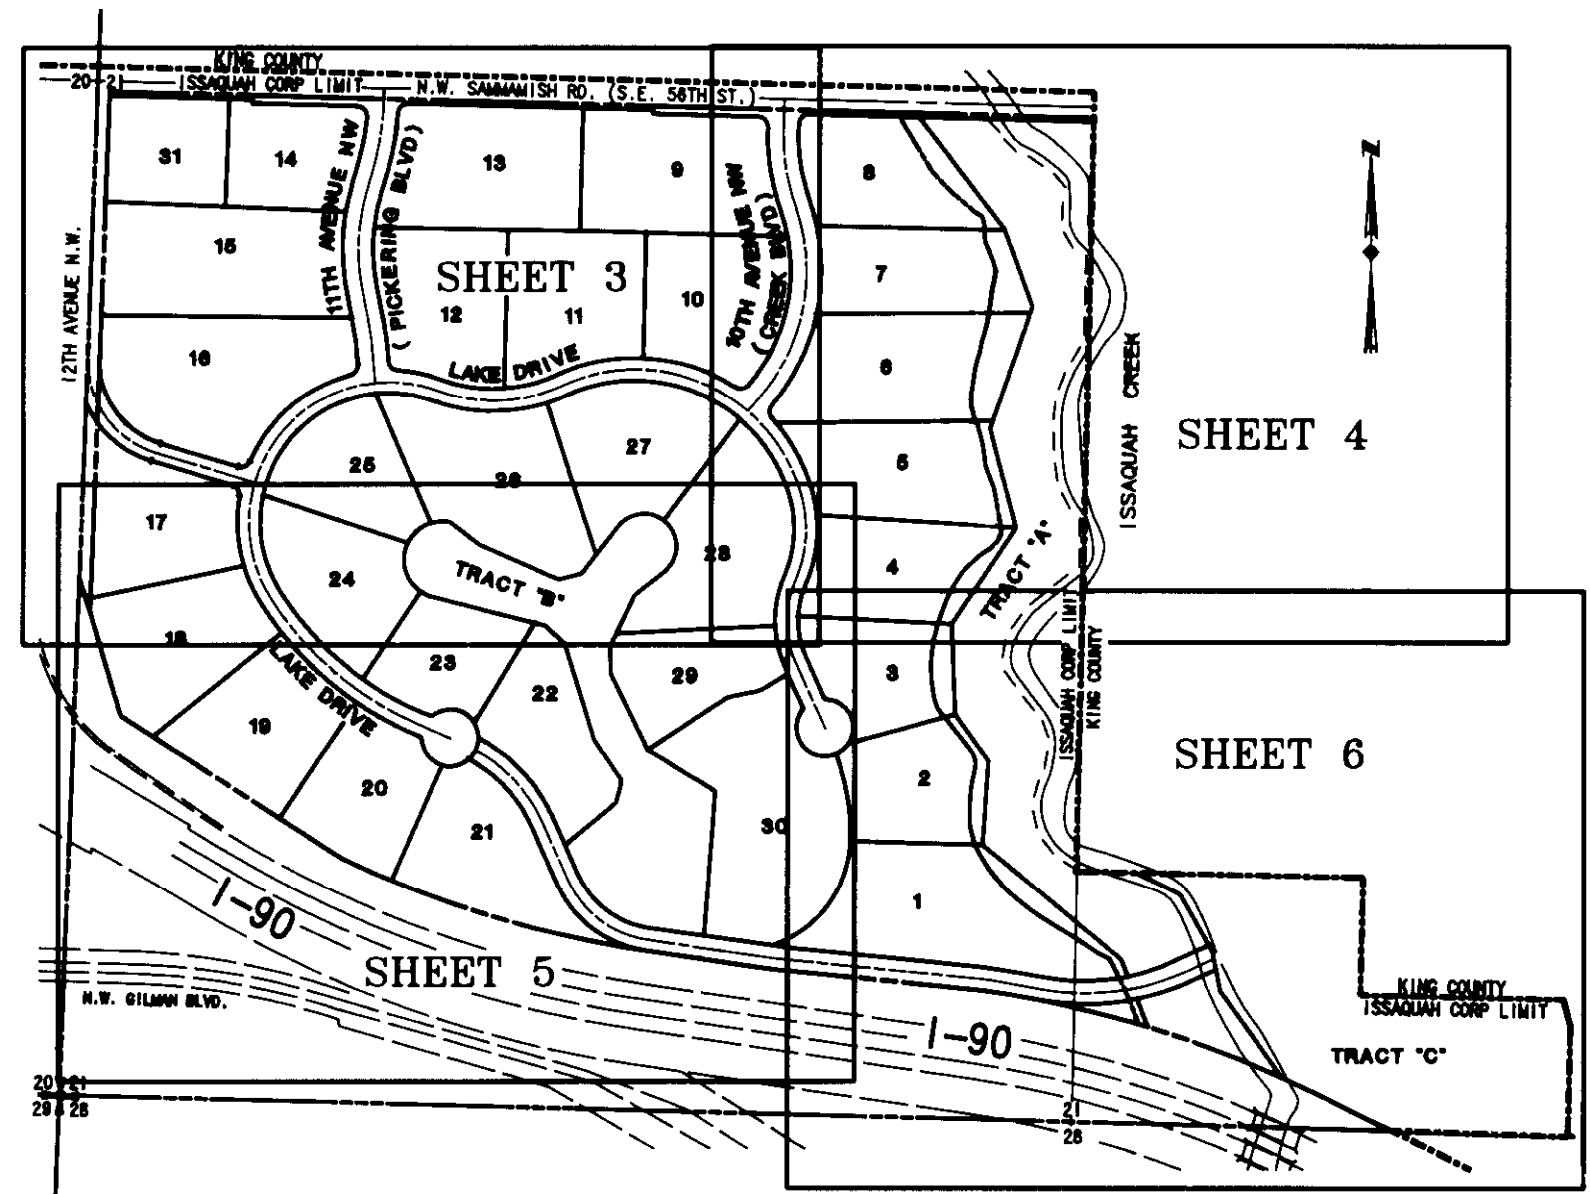 KING COUNTY
20 21 ISSAQUAH CORP LIMIT N.W. SAMMAMISH RD. (S.E. 56TH ST.)
31
14
11TH AVENUE NW
(PICKERING BLVD)
13
9
10TH AVENUE NW
(CREEK BLVD)
8
N
12TH AVENUE N.W.
15
SHEET 3
7
16
12
11
10
LAKE DRIVE
6
ISSAQUAH CREEK
SHEET 4
25
26
27
5
17
24
TRACT "B"
28
4
TRACT "A"
18
LAKE DRIVE
23
22
29
3
ISSAQUAH CORP LIMIT
KING COUNTY
SHEET 6
19
20
21
30
2
1
I-90
SHEET 5
N.W. GILMAN BLVD.
I-90
KING COUNTY
ISSAQUAH CORP LIMIT
TRACT "C"
20 21
29 28
21
28